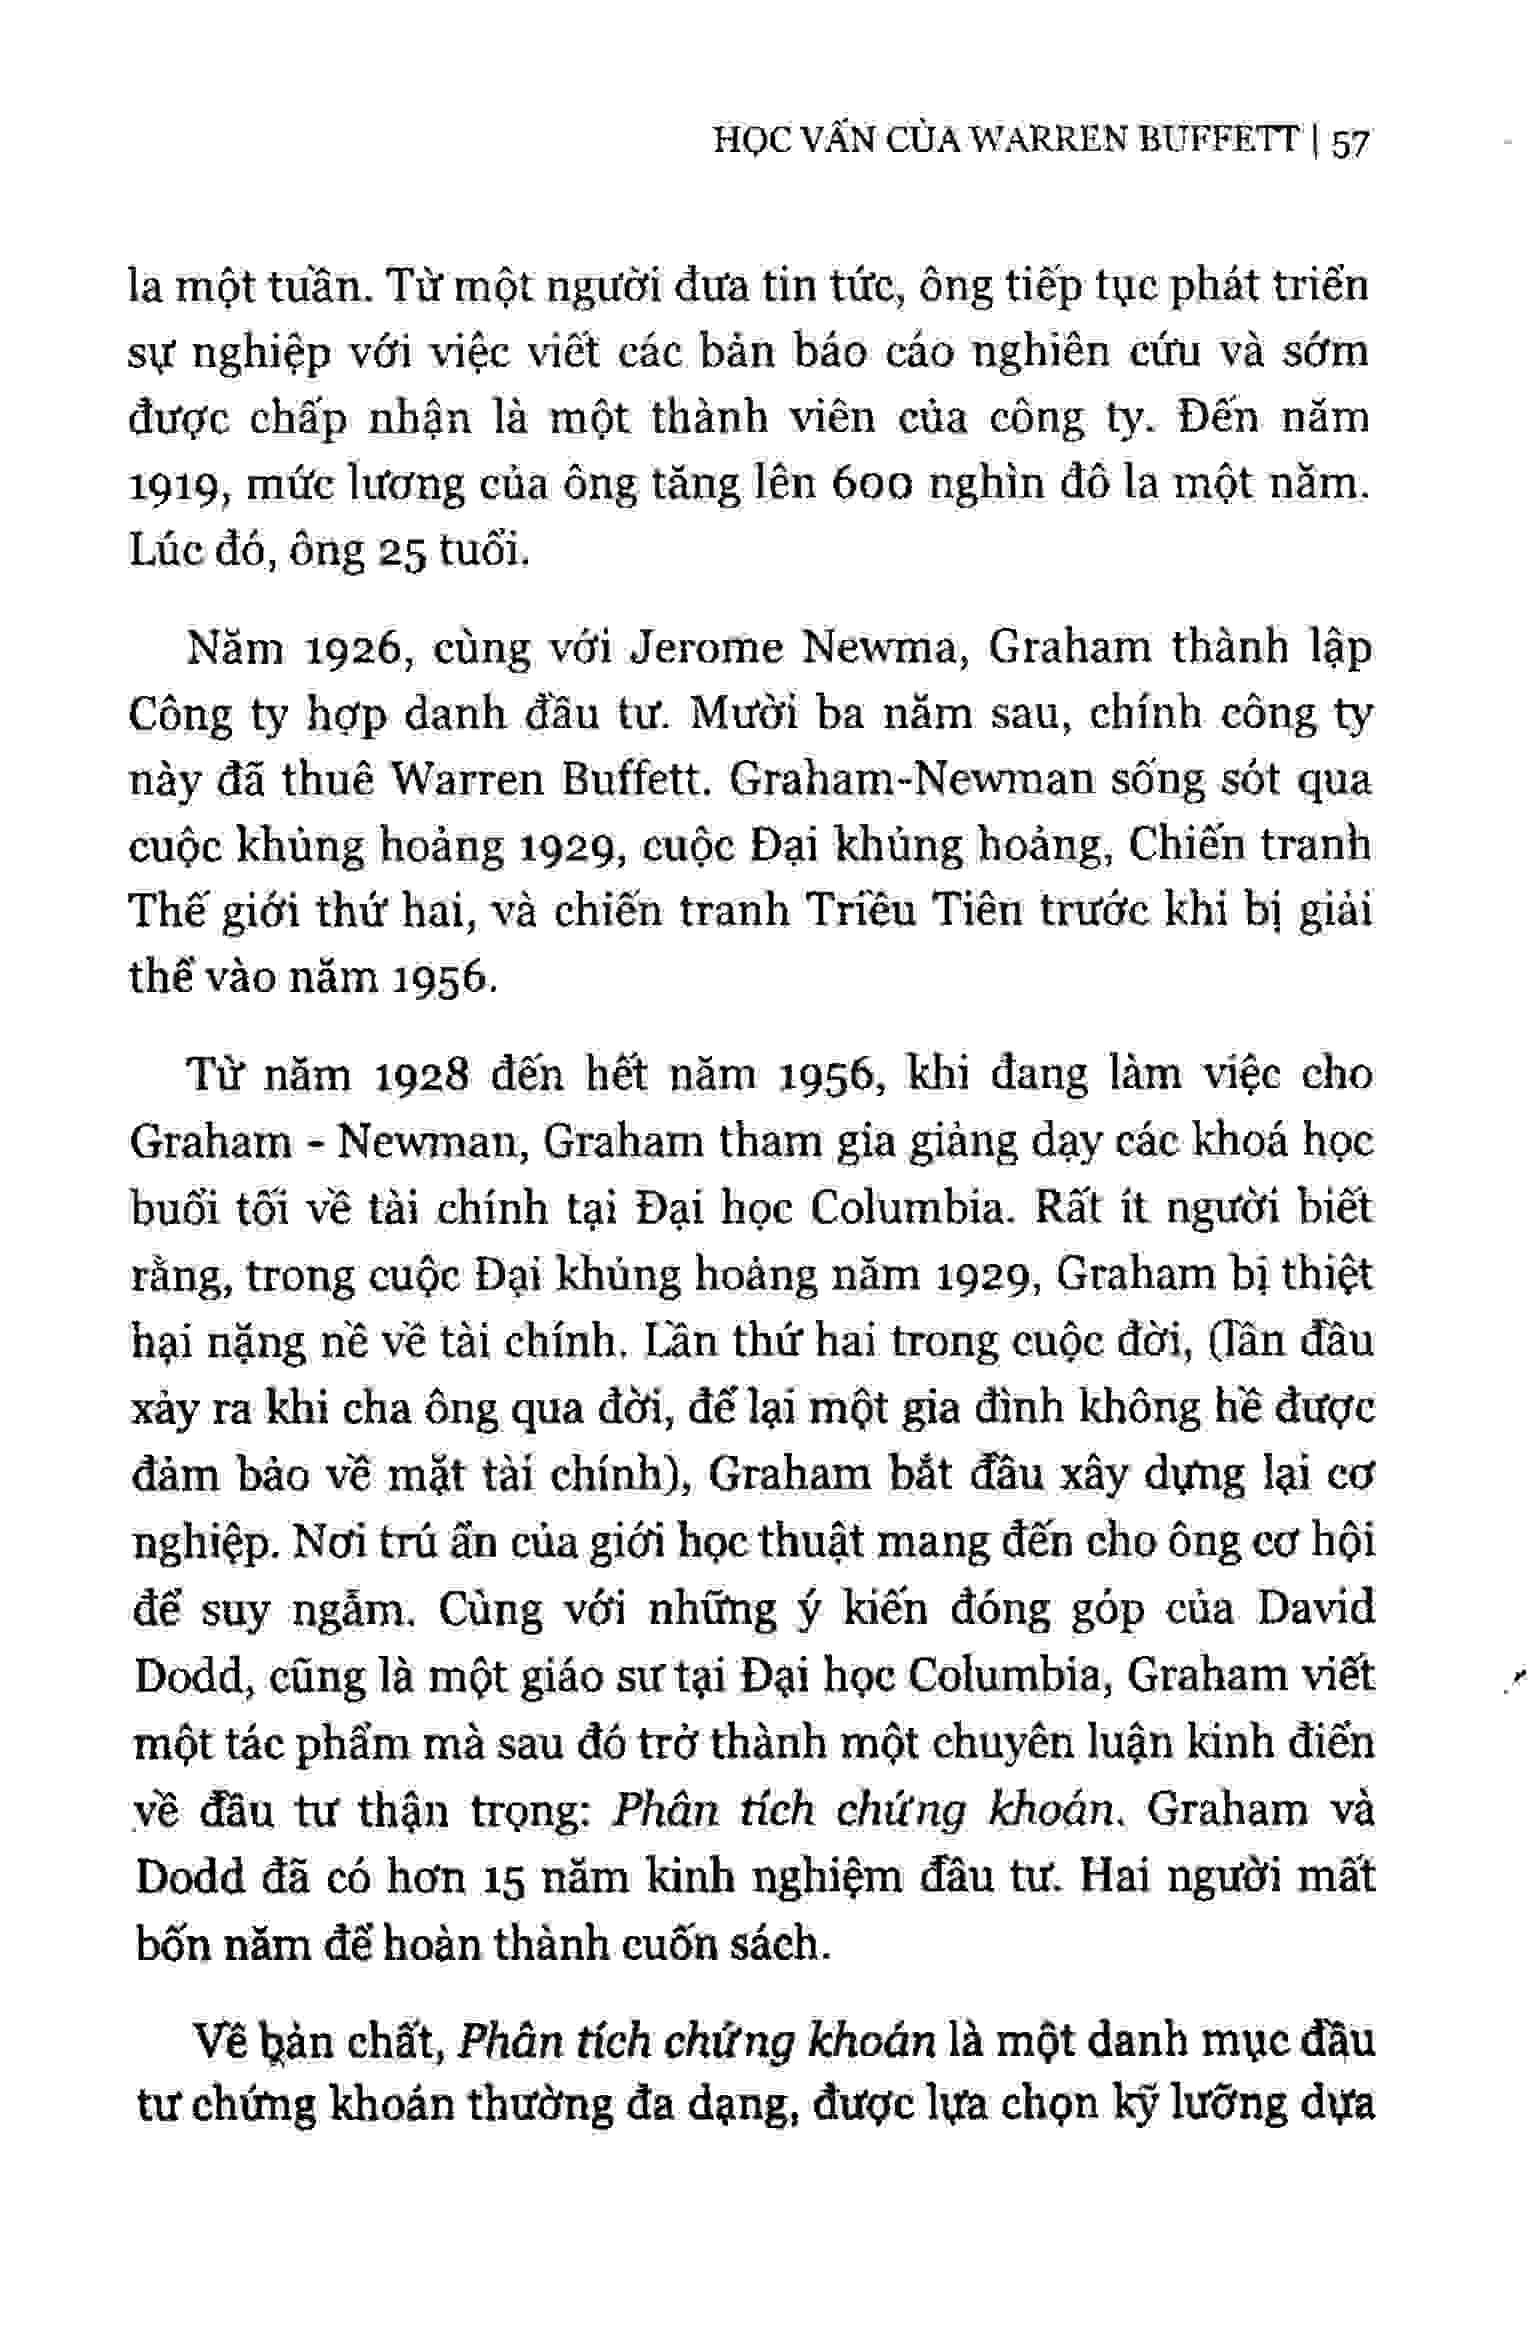 HỌC VẤN CỦA WARREN BUFFETT | 57
la một tuần. Từ một người đưa tin tức, ông tiếp tục phát triển
sự nghiệp với việc viết các bản báo cáo nghiên cứu và sớm
được chấp nhận là một thành viên của công ty. Đến năm
1919, mức lương của ông tăng lên 600 nghìn đô la một năm.
Lúc đó, ông 25 tuổi.
Năm 1926, cùng với Jerome Newma, Graham thành lập
Công ty hợp danh đầu tư. Mười ba năm sau, chính công ty
này đã thuê Warren Buffett. Graham-Newman sống sót qua
cuộc khủng hoảng 1929, cuộc Đại khủng hoảng, Chiến tranh
Thế giới thứ hai, và chiến tranh Triều Tiên trước khi bị giải
thể vào năm 1956.
Từ năm 1928 đến hết năm 1956, khi đang làm việc cho
Graham - Newman, Graham tham gia giảng dạy các khoá học
buổi tối về tài chính tại Đại học Columbia. Rất ít người biết
rằng, trong cuộc Đại khủng hoảng năm 1929, Graham bị thiệt
hại nặng nề về tài chính. Lần thứ hai trong cuộc đời, (lần đầu
xảy ra khi cha ông qua đời, để lại một gia đình không hề được
đảm bảo về mặt tài chính), Graham bắt đầu xây dựng lại cơ
nghiệp. Nơi trú ẩn của giới học thuật mang đến cho ông cơ hội
để suy ngẫm. Cùng với những ý kiến đóng góp của David
Dodd, cũng là một giáo sư tại Đại học Columbia, Graham viết
một tác phẩm mà sau đó trở thành một chuyên luận kinh điển
về đầu tư thận trọng: Phân tích chứng khoán. Graham và
Dodd đã có hơn 15 năm kinh nghiệm đầu tư. Hai người mất
bốn năm để hoàn thành cuốn sách.
Về bản chất, Phân tích chứng khoán là một danh mục đầu
tư chứng khoán thường đa dạng, được lựa chọn kỹ lưỡng dựa